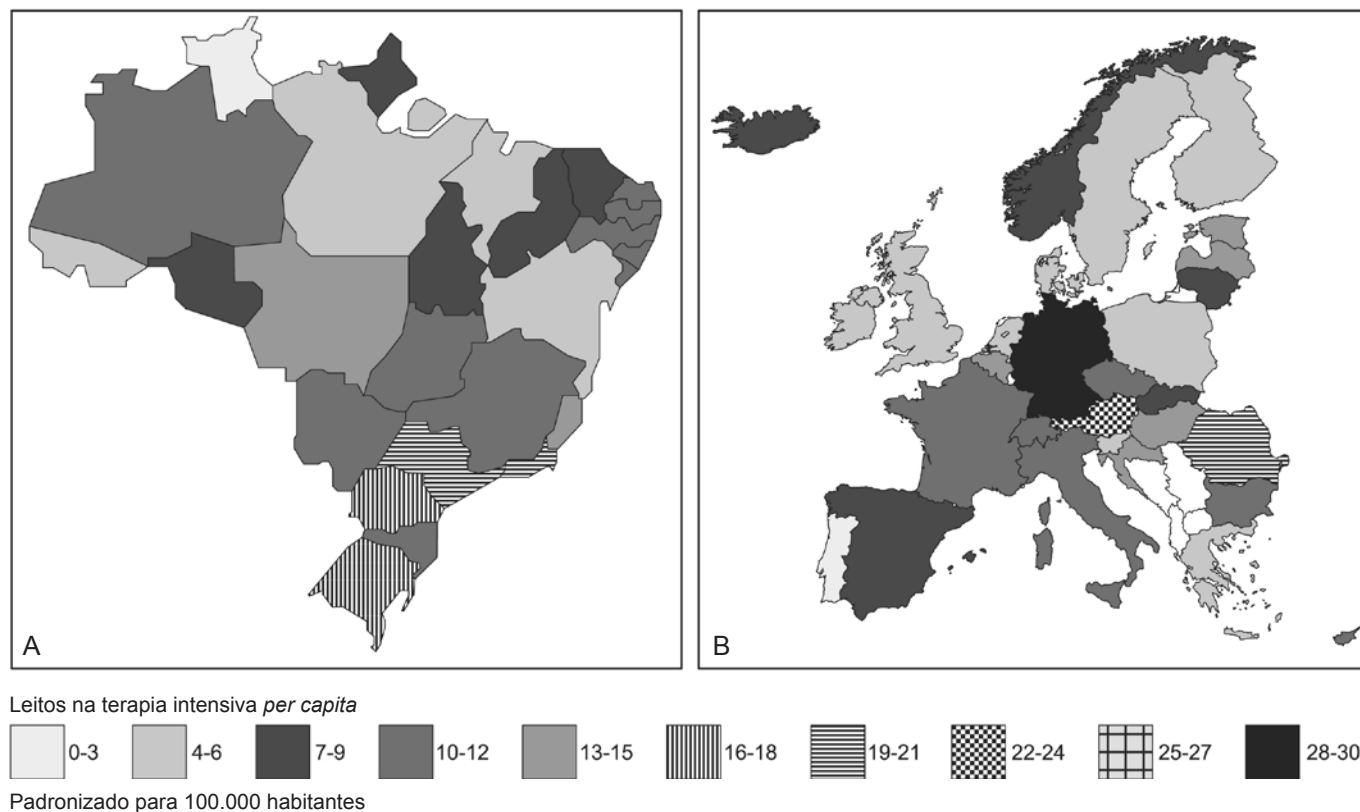 A
B
Leitos na terapia intensiva per capita
0-3 4-6 7-9 10-12 13-15 16-18 19-21 22-24 25-27 28-30
Padronizado para 100.000 habitantes